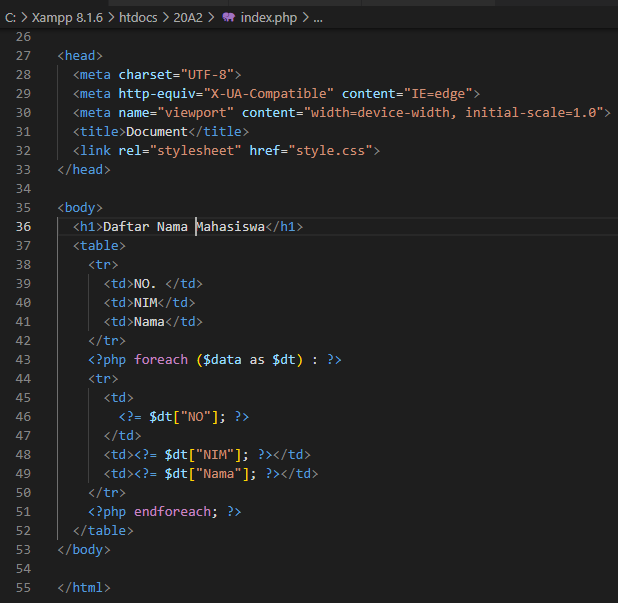 C: > Xampp 8.1.6 > htdocs > 20A2 > index.php > ...
26
27 <head>
28   <meta charset="UTF-8">
29   <meta http-equiv="X-UA-Compatible" content="IE=edge">
30   <meta name="viewport" content="width=device-width, initial-scale=1.0">
31   <title>Document</title>
32   <link rel="stylesheet" href="style.css">
33 </head>
34
35 <body>
36   <h1>Daftar Nama Mahasiswa</h1>
37   <table>
38     <tr>
39       <td>NO. </td>
40       <td>NIM</td>
41       <td>Nama</td>
42     </tr>
43     <?php foreach ($data as $dt) : ?>
44     <tr>
45       <td>
46         <?= $dt["NO"]; ?>
47       </td>
48       <td><?= $dt["NIM"]; ?></td>
49       <td><?= $dt["Nama"]; ?></td>
50     </tr>
51     <?php endforeach; ?>
52   </table>
53 </body>
54
55 </html>